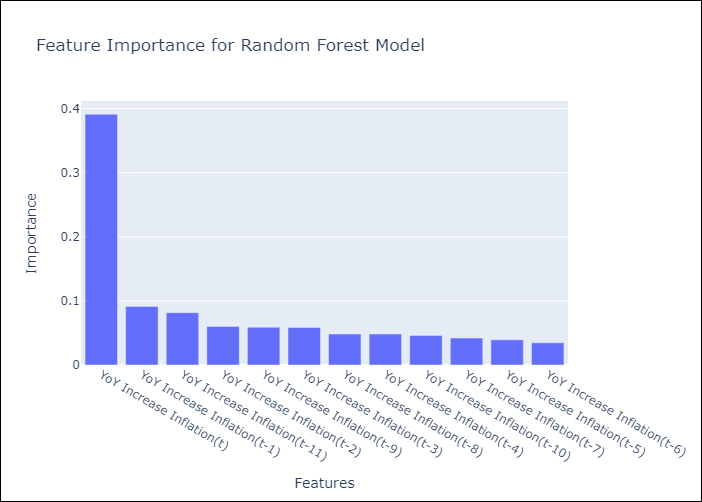 Feature Importance for Random Forest Model
Importance
0.4
0.3
0.2
0.1
0
YoY Increase Inflation(t)
YoY Increase Inflation(t-1)
YoY Increase Inflation(t-11)
YoY Increase Inflation(t-2)
YoY Increase Inflation(t-9)
YoY Increase Inflation(t-3)
YoY Increase Inflation(t-8)
YoY Increase Inflation(t-4)
YoY Increase Inflation(t-10)
YoY Increase Inflation(t-7)
YoY Increase Inflation(t-5)
YoY Increase Inflation(t-6)
Features